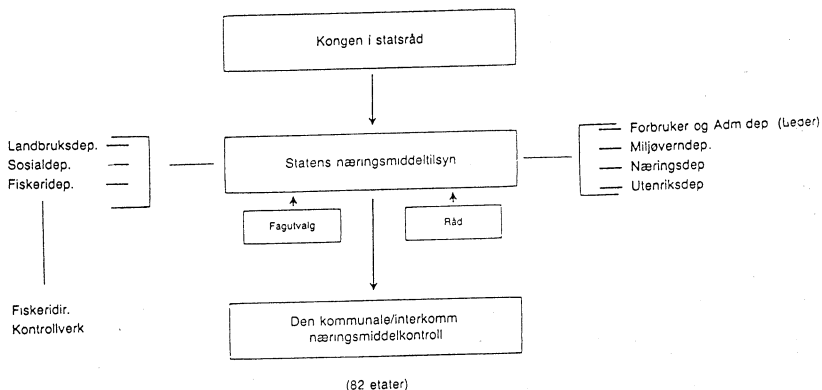 Kongen i statsråd
Landbruksdep.
Sosialdep.
Fiskeridep.
Statens næringsmiddeltilsyn
Forbruker og Adm dep (Leder)
Miljøverndep.
Næringsdep
Utenriksdep
Fagutvalg
Råd
Fiskeridir.
Kontrollverk
Den kommunale/interkomm
næringsmiddelkontroll
(82 etater)